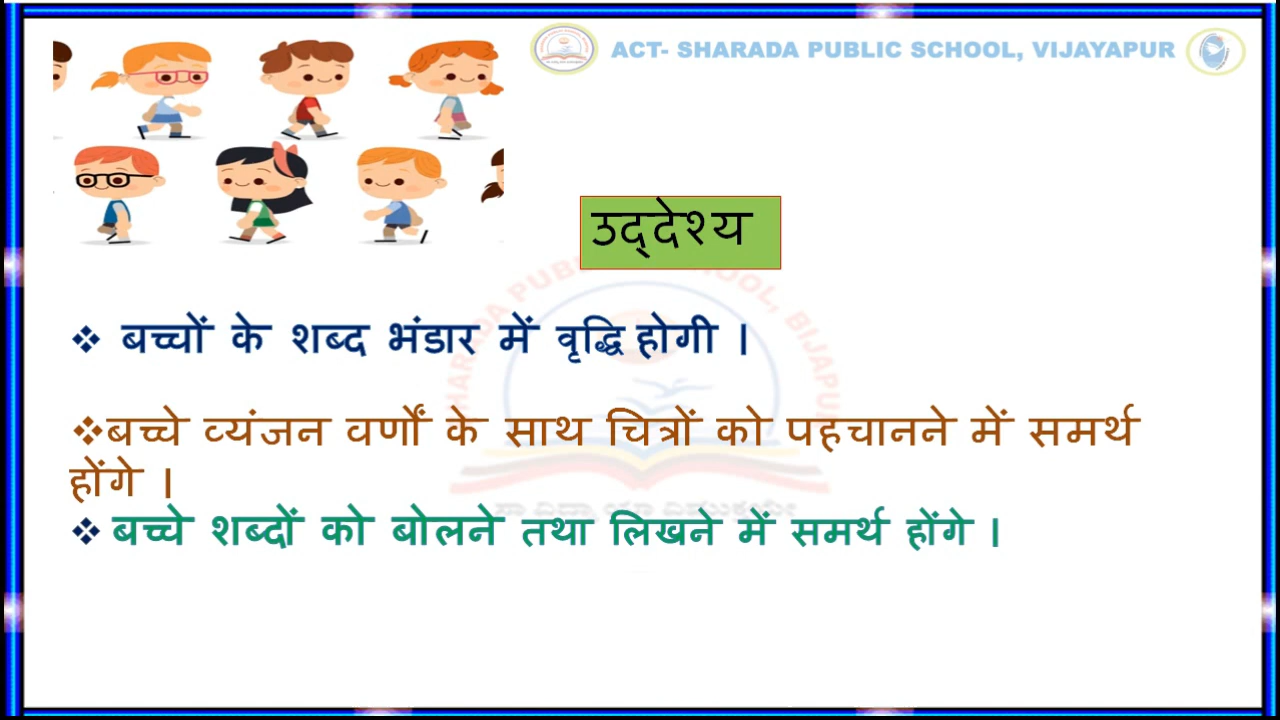 ACT- SHARADA PUBLIC SCHOOL, VIJAYAPUR
उद्देश्य
❖ बच्चों के शब्द भंडार में वृद्धि होगी ।
❖बच्चे व्यंजन वर्णों के साथ चित्रों को पहचानने में समर्थ
होंगे ।
❖ बच्चे शब्दों को बोलने तथा लिखने में समर्थ होंगे ।